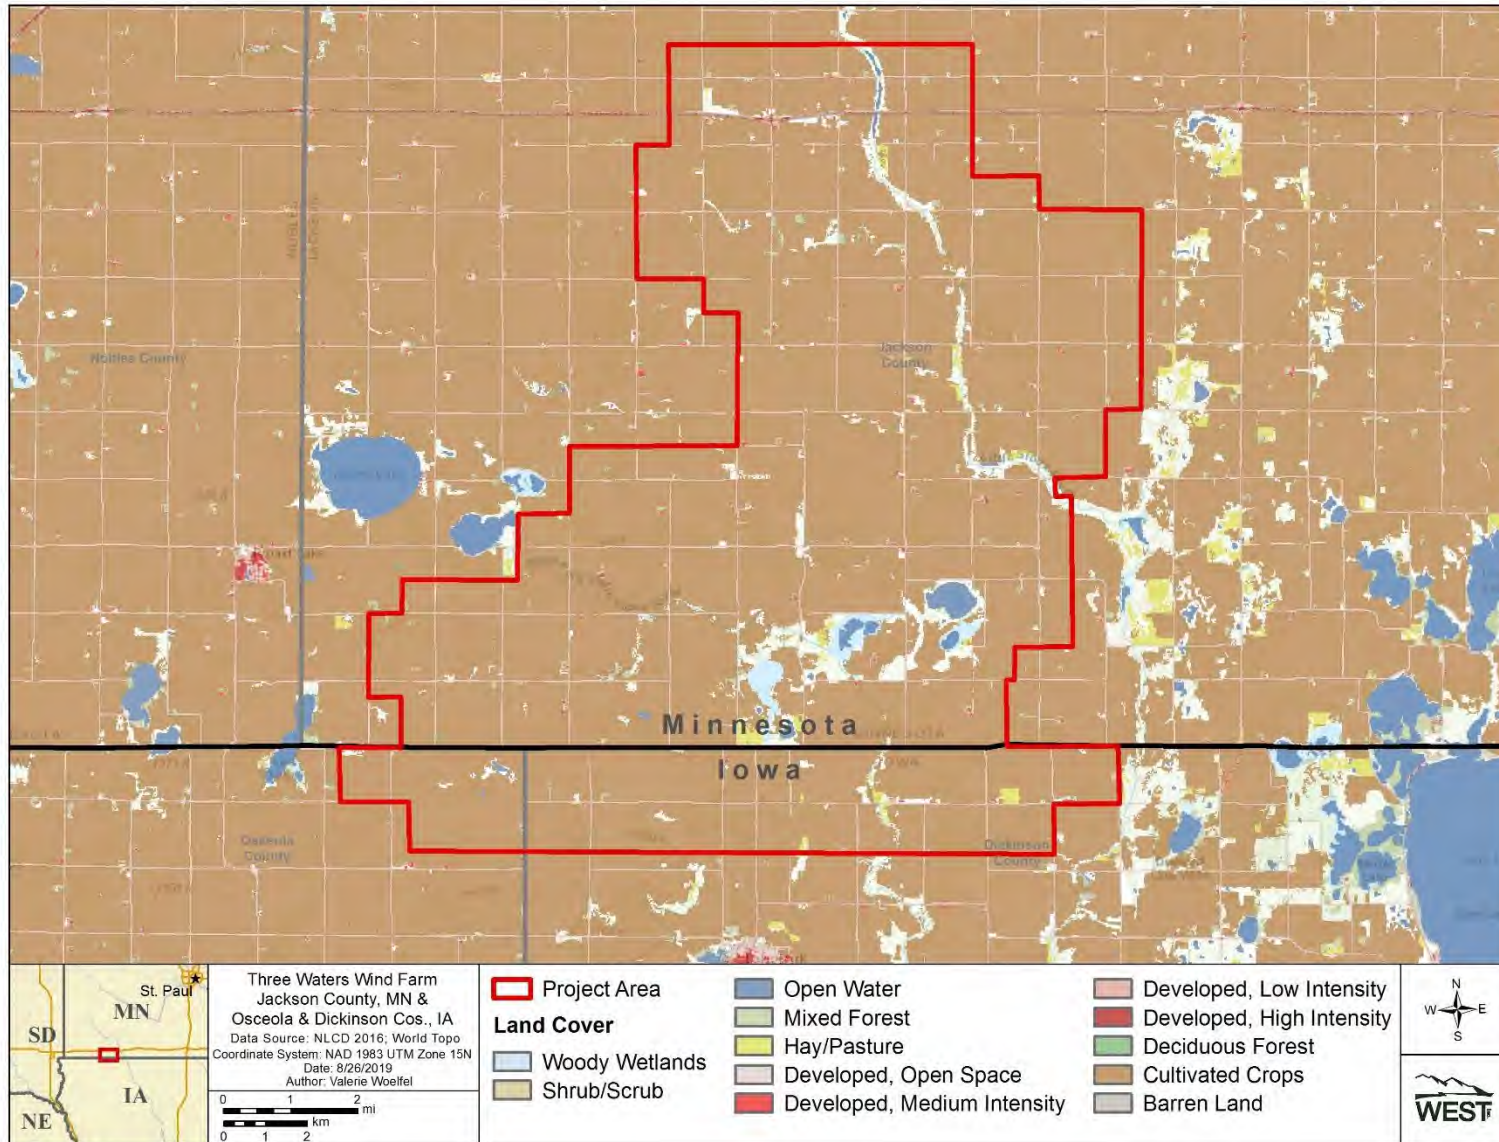 Nobles County
Jackson
County
Minnesota
Iowa
Osceola
County
Dickinson
County
St. Paul
MN
SD
IA
NE
Three Waters Wind Farm
Jackson County, MN &
Osceola & Dickinson Cos., IA
Data Source: NLCD 2016; World Topo
Coordinate System: NAD 1983 UTM Zone 15N
Date: 8/26/2019
Author: Valerie Woelfel
0 1 2
mi
km
0 1 2
Project Area
Land Cover
Woody Wetlands
Shrub/Scrub
Open Water
Mixed Forest
Hay/Pasture
Developed, Open Space
Developed, Medium Intensity
Developed, Low Intensity
Developed, High Intensity
Deciduous Forest
Cultivated Crops
Barren Land
N
W E
S
WEST